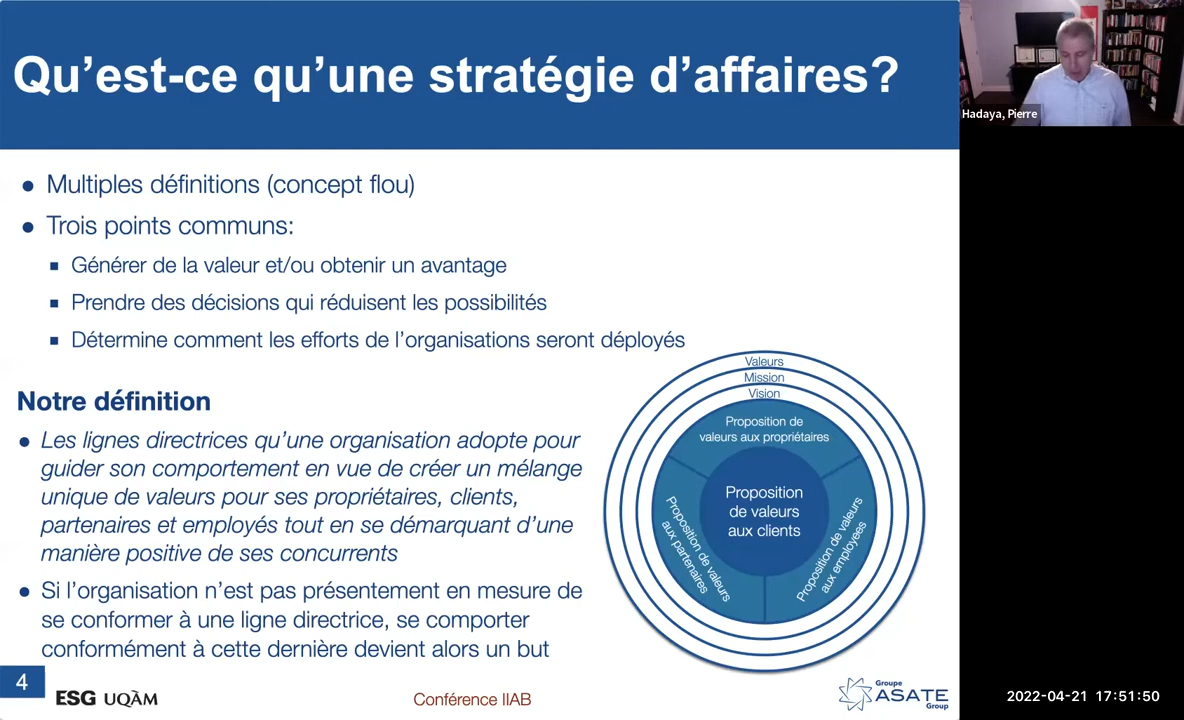 Qu’est-ce qu’une stratégie d’affaires?
Hadaya, Pierre
● Multiples définitions (concept flou)
● Trois points communs:
▪ Générer de la valeur et/ou obtenir un avantage
▪ Prendre des décisions qui réduisent les possibilités
▪ Détermine comment les efforts de l’organisations seront déployés
Notre définition
● Les lignes directrices qu’une organisation adopte pour
guider son comportement en vue de créer un mélange
unique de valeurs pour ses propriétaires, clients,
partenaires et employés tout en se démarquant d’une
manière positive de ses concurrents
● Si l’organisation n’est pas présentement en mesure de
se conformer à une ligne directrice, se comporter
conformément à cette dernière devient alors un but
Valeurs
Mission
Vision
Proposition de
valeurs aux propriétaires
Proposition
de valeurs
aux clients
Proposition de valeurs
aux partenaires
Proposition de valeurs
aux employees
4
ESG UQÀM
Conférence IIAB
Groupe
ASATE
Group
2022-04-21 17:51:50